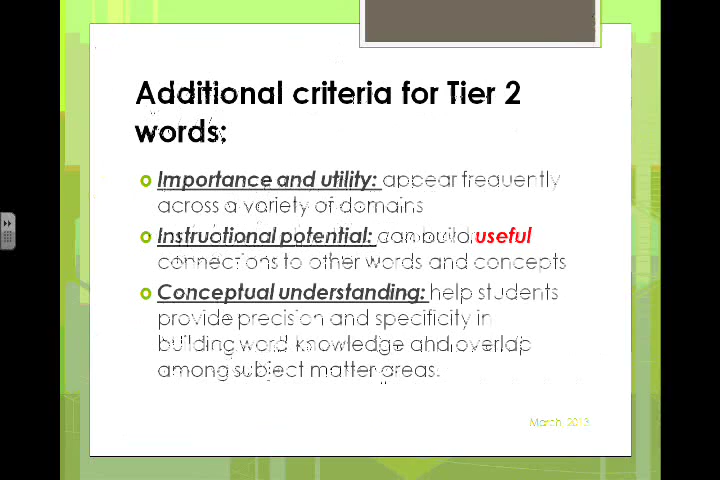 Additional criteria for Tier 2
words:
Importance and utility: appear frequently
across a variety of domains
Instructional potential: can build useful
connections to other words and concepts
Conceptual understanding: help students
provide precision and specificity in
building word knowledge and overlap
among subject matter areas.
March, 2013